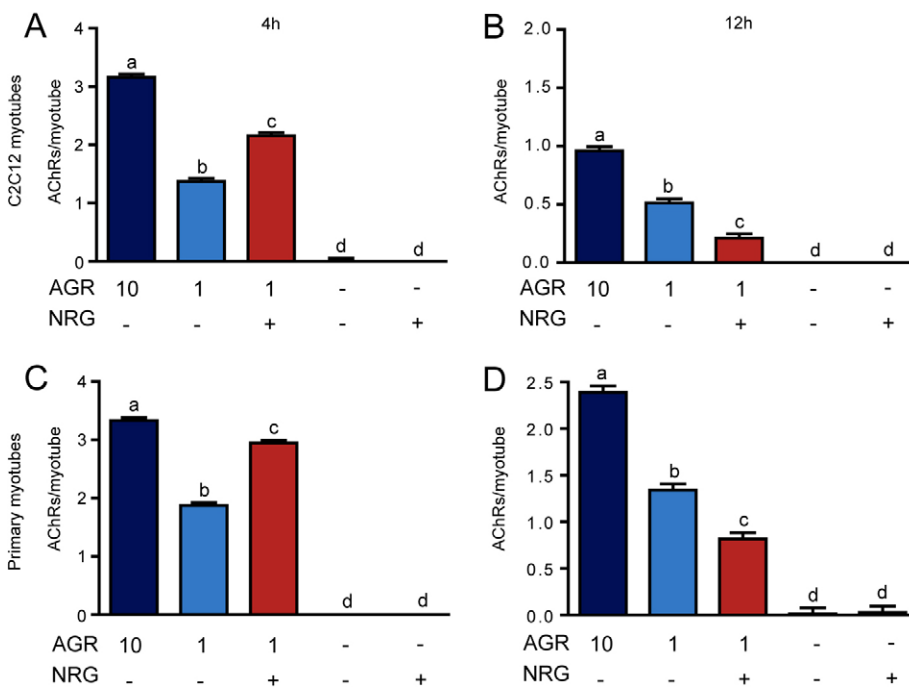 A
4h
C2C12 myotubes
AChRs/myotube
4
3
2
1
0
a
b
c
d
d
AGR 10 1 1 - -
NRG - - + - +
B
12h
AChRs/myotube
2.0
1.5
1.0
0.5
0.0
a
b
c
d
d
AGR 10 1 1 - -
NRG - - + - +
C
Primary myotubes
AChRs/myotube
4
3
2
1
0
a
b
c
d
d
AGR 10 1 1 - -
NRG - - + - +
D
AChRs/myotube
2.5
2.0
1.5
1.0
0.5
0.0
a
b
c
d
d
AGR 10 1 1 - -
NRG - - + - +